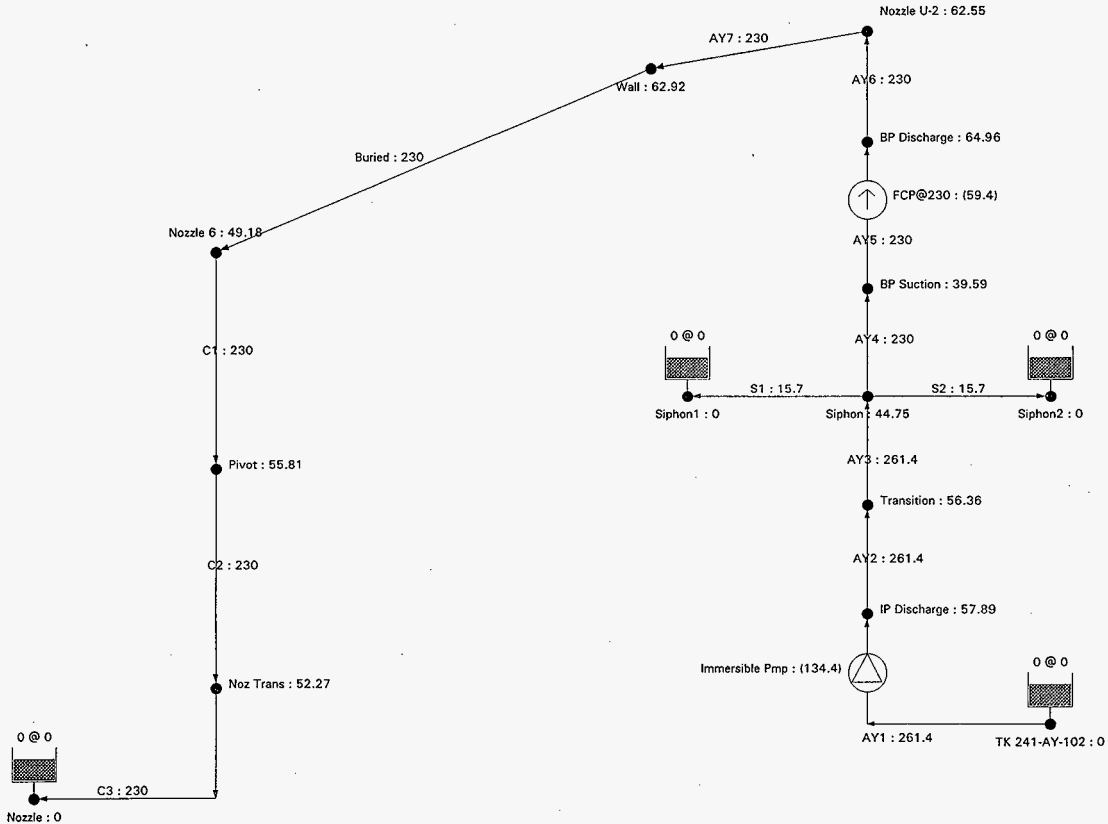 Nozzle U-2 : 62.55
AY7 : 230
Wall : 62.92
AY6 : 230
BP Discharge : 64.96
Buried : 230
FCP@230 : (59.4)
Nozzle 6 : 49.18
AY5 : 230
BP Suction : 39.59
C1 : 230
AY4 : 230
0 @ 0
0 @ 0
S1 : 15.7
S2 : 15.7
Siphon1 : 0
Siphon : 44.75
Siphon2 : 0
Pivot : 55.81
AY3 : 261.4
Transition : 56.36
C2 : 230
AY2 : 261.4
IP Discharge : 57.89
Immersible Pmp : (134.4)
0 @ 0
Noz Trans : 52.27
AY1 : 261.4
TK 241-AY-102 : 0
0 @ 0
C3 : 230
Nozzle : 0